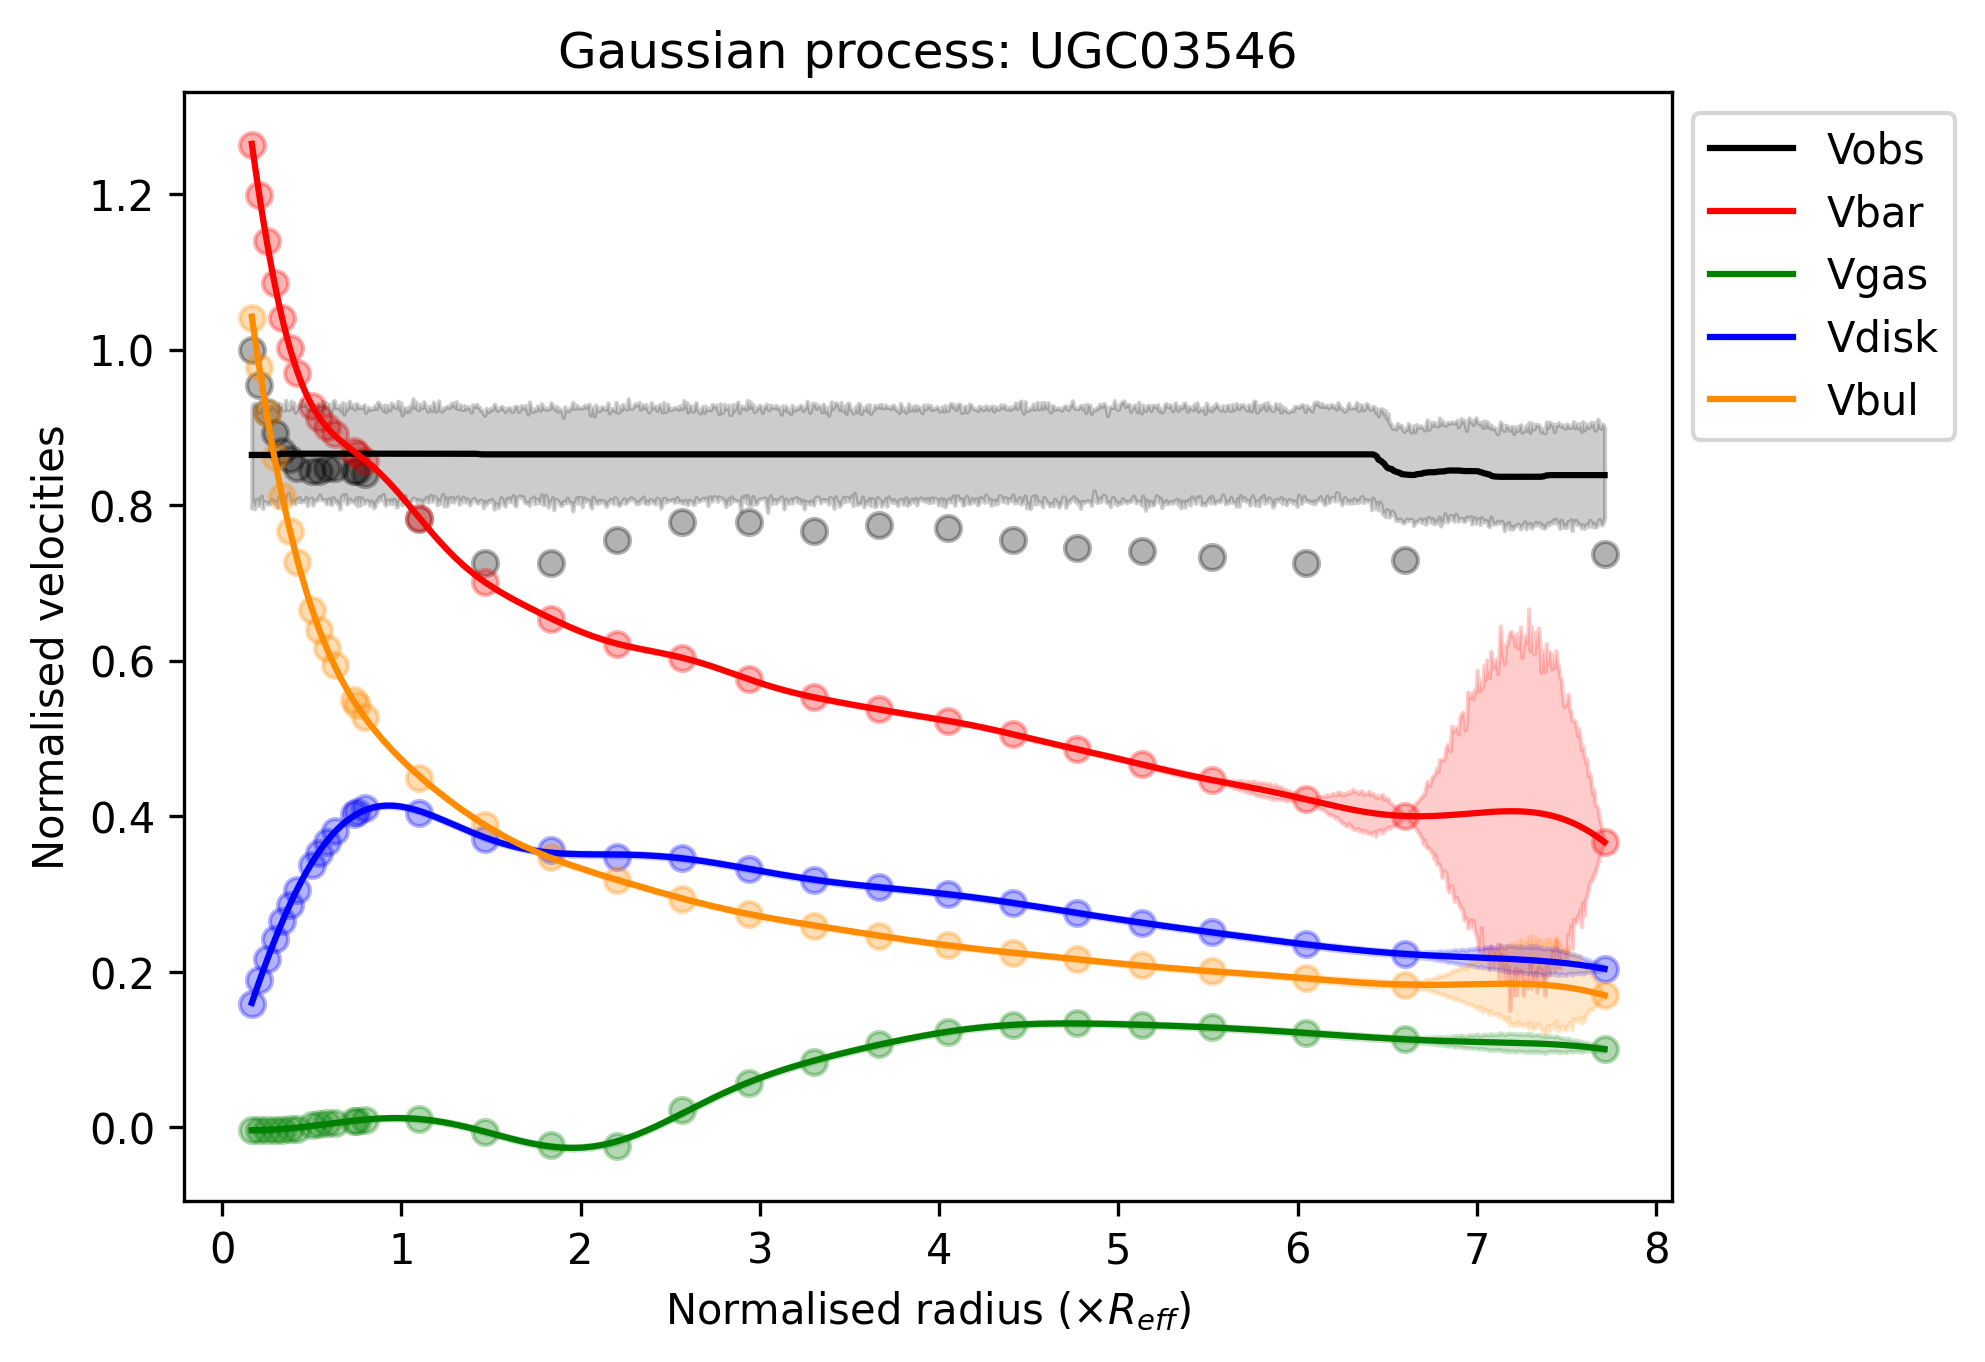 Gaussian process: UGC03546
Normalised velocities
1.2
1.0
0.8
0.6
0.4
0.2
0.0
0 1 2 3 4 5 6 7 8
Normalised radius (×R_eff)
Vobs
Vbar
Vgas
Vdisk
Vbul